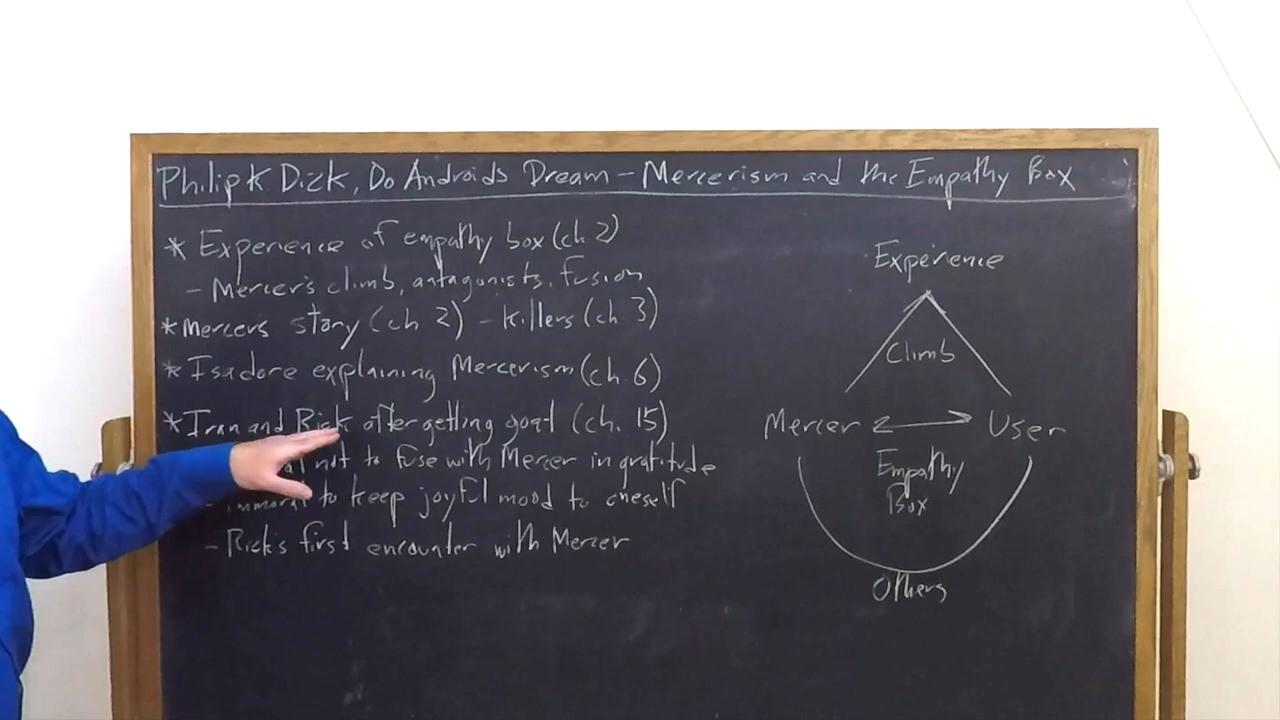 Philip K. Dick, Do Androids Dream - Mercerism and the Empathy Box
* Experience of empathy box (ch. 2)
- Mercer's climb, antagonists, fusion
* Mercer's story (ch 2) - killers (ch. 3)
* Isadore explaining Mercerism (ch. 6)
* Iran and Rick after getting goat (ch. 15)
not to fuse with Mercer in gratitude
- immoral to keep joyful mood to oneself
- Rick's first encounter with Mercer
Experience
Climb
Mercer User
Empathy
Box
Others